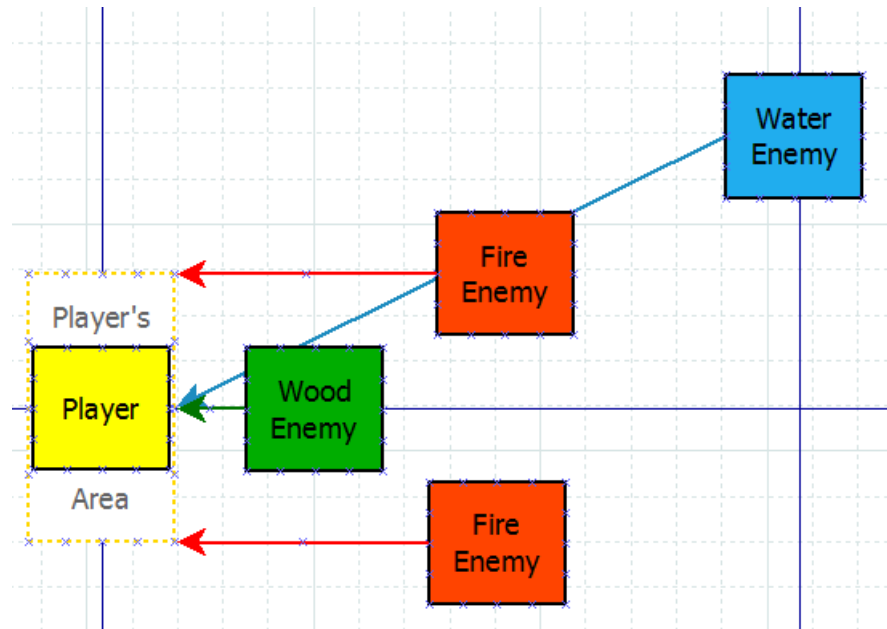 Water
Enemy
Fire
Enemy
Player's
Player
Wood
Enemy
Area
Fire
Enemy